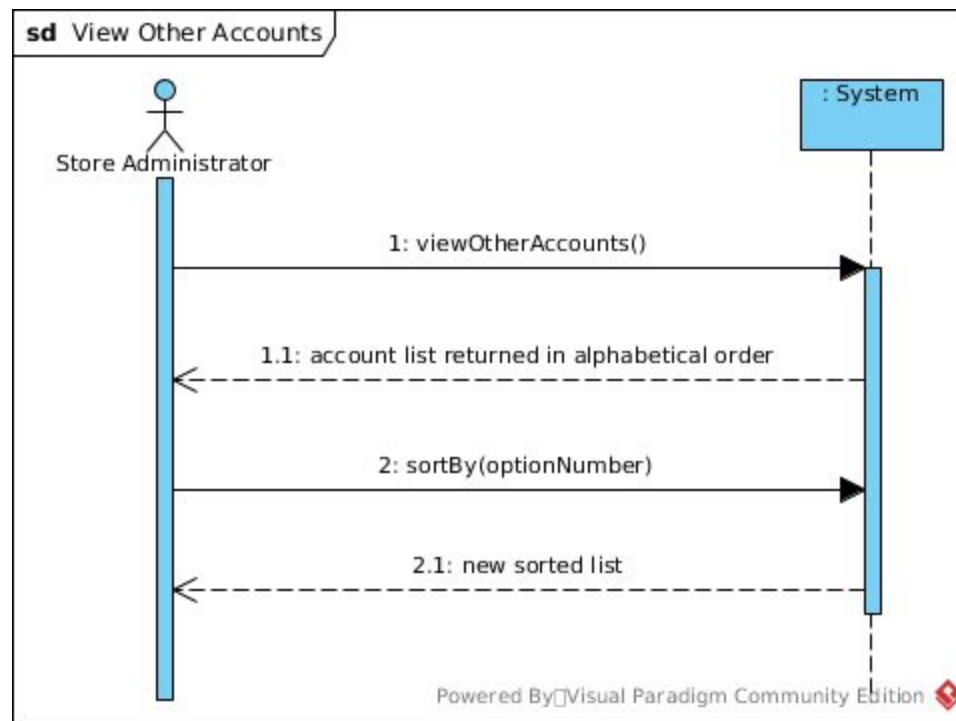 sd View Other Accounts
Store Administrator
: System
1: viewOtherAccounts()
1.1: account list returned in alphabetical order
2: sortBy(optionNumber)
2.1: new sorted list
Powered By Visual Paradigm Community Edition